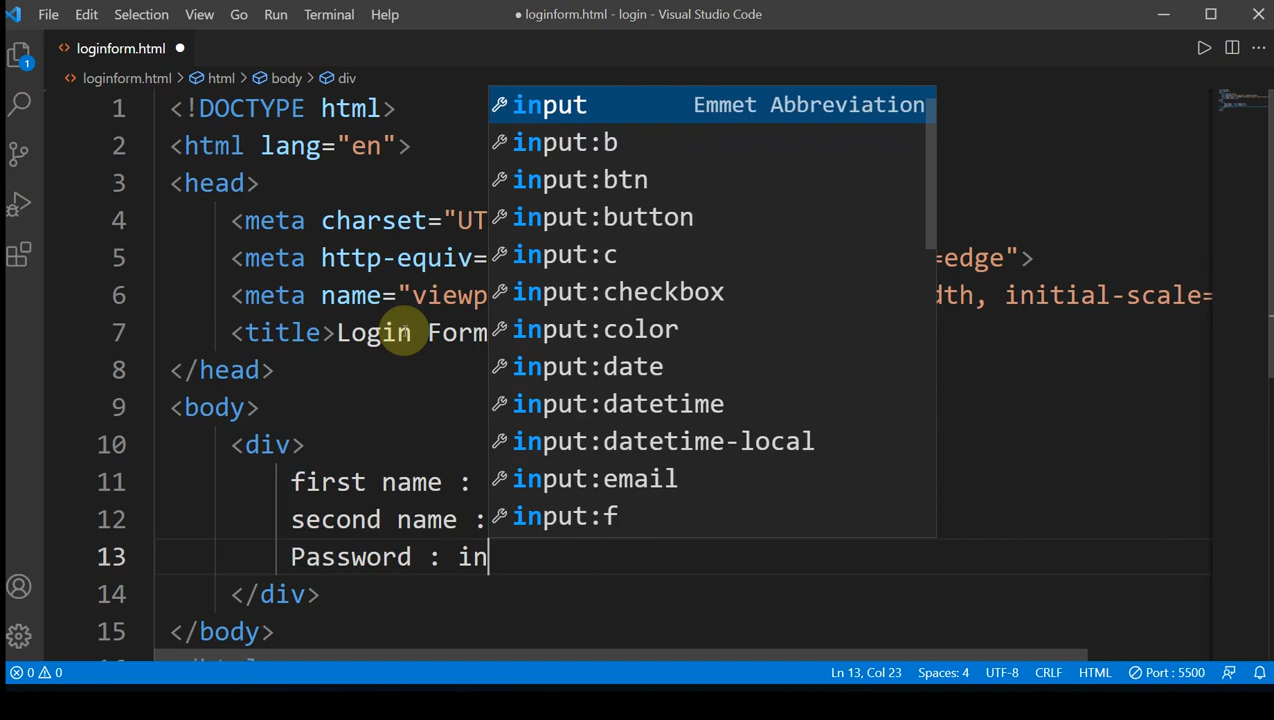 File Edit Selection View Go Run Terminal Help ● loginform.html - login - Visual Studio Code
<> loginform.html ●
<> loginform.html > html > body > div
1 <!DOCTYPE html>
2 <html lang="en">
3 <head>
4 <meta charset="UT
5 <meta http-equiv= =edge">
6 <meta name="viewp dth, initial-scale=
7 <title>Login Form
8 </head>
9 <body>
10 <div>
11 first name :
12 second name :
13 Password : in
14 </div>
15 </body>
input Emmet Abbreviation
input:b
input:btn
input:button
input:c
input:checkbox
input:color
input:date
input:datetime
input:datetime-local
input:email
input:f
1
0 0 Ln 13, Col 23 Spaces: 4 UTF-8 CRLF HTML Port : 5500